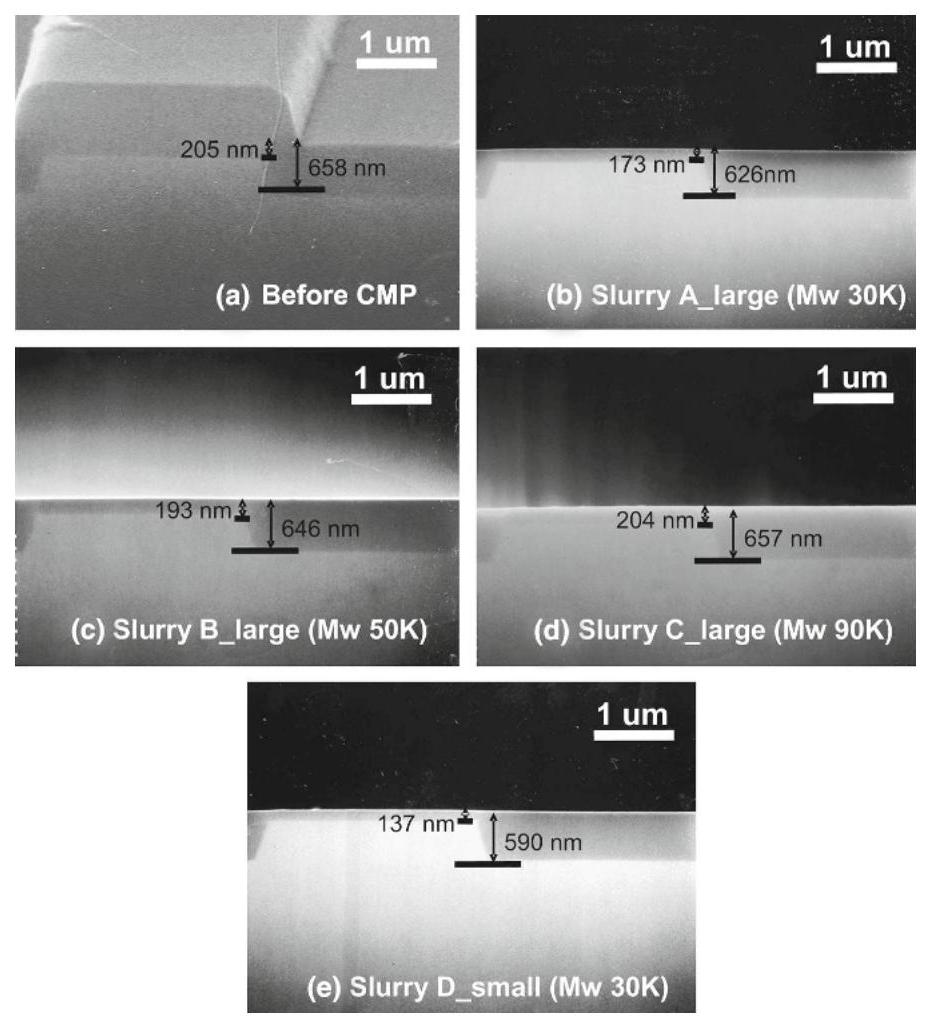 1 um
205 nm
658 nm
(a) Before CMP
1 um
173 nm
626nm
(b) Slurry A_large (Mw 30K)
1 um
193 nm
646 nm
(c) Slurry B_large (Mw 50K)
1 um
204 nm
657 nm
(d) Slurry C_large (Mw 90K)
1 um
137 nm
590 nm
(e) Slurry D_small (Mw 30K)